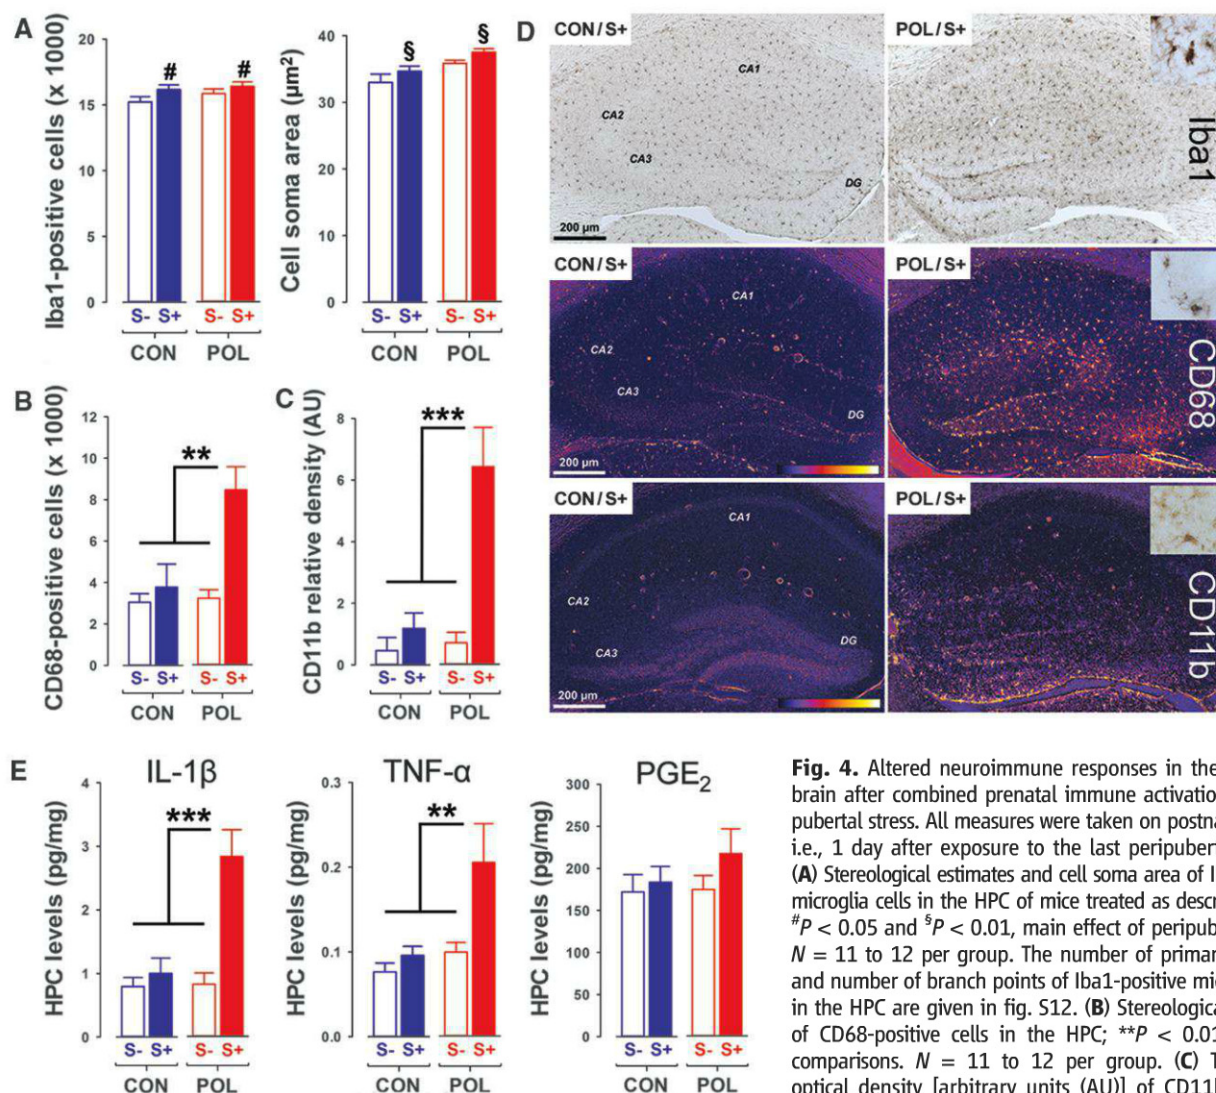 A
Iba1-positive cells (x 1000)
20
15
10
5
0
#
#
S- S+ S- S+
CON POL
Cell soma area (µm²)
40
30
20
10
0
§
§
S- S+ S- S+
CON POL
B
CD68-positive cells (x 1000)
12
10
8
6
4
2
0
**
S- S+ S- S+
CON POL
C
CD11b relative density (AU)
8
6
4
2
0
***
S- S+ S- S+
CON POL
D
CON/S+
CA1
CA2
CA3
DG
200 µm
POL/S+
Iba1
CON/S+
CA1
CA2
CA3
DG
200 µm
POL/S+
CD68
CON/S+
CA1
CA2
CA3
DG
200 µm
POL/S+
CD11b
E
IL-1β
HPC levels (pg/mg)
4
3
2
1
0
***
S- S+ S- S+
CON POL
TNF-α
HPC levels (pg/mg)
0.3
0.2
0.1
0.0
**
S- S+ S- S+
CON POL
PGE₂
HPC levels (pg/mg)
300
250
200
150
100
50
0
S- S+ S- S+
CON POL
Fig. 4. Altered neuroimmune responses in the
brain after combined prenatal immune activatio
pubertal stress. All measures were taken on postna
i.e., 1 day after exposure to the last peripubert
(A) Stereological estimates and cell soma area of I
microglia cells in the HPC of mice treated as descr
#P < 0.05 and §P < 0.01, main effect of peripub
N = 11 to 12 per group. The number of primar
and number of branch points of Iba1-positive mi
in the HPC are given in fig. S12. (B) Stereologica
of CD68-positive cells in the HPC; **P < 0.01
comparisons. N = 11 to 12 per group. (C) T
optical density [arbitrary units (AU)] of CD11